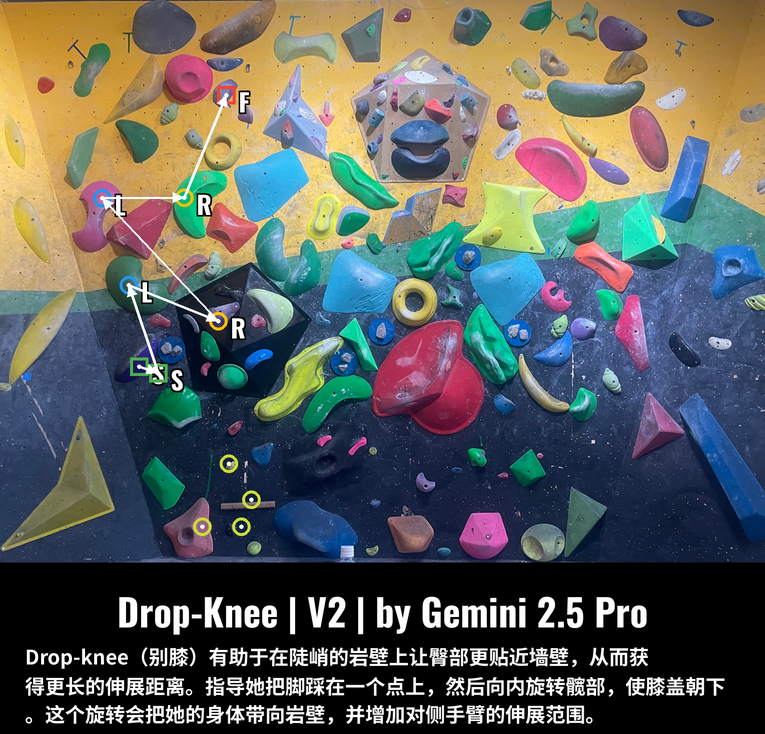 F
L
R
L
R
S
S
Drop-Knee | V2 | by Gemini 2.5 Pro
Drop-knee（别膝）有助于在陡峭的岩壁上让臀部更贴近墙壁，从而获
得更长的伸展距离。指导她把脚踩在一个点上，然后向内旋转髋部，使膝盖朝下
。这个旋转会把她的身体带向岩壁，并增加对侧手臂的伸展范围。